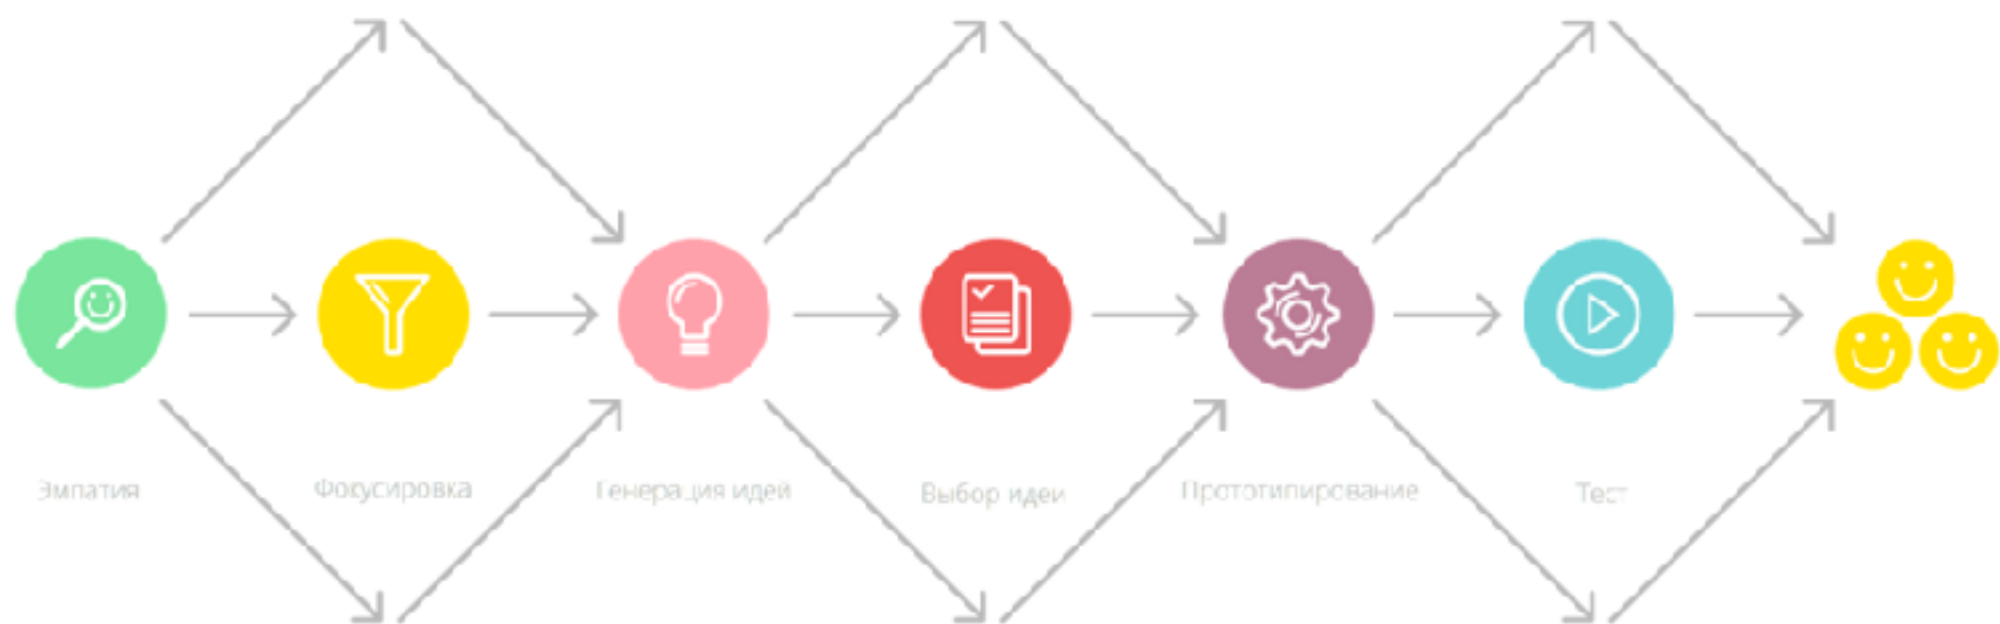 Эмпатия
Фокусировка
Генерация идей
Выбор идеи
Прототипирование
Тест